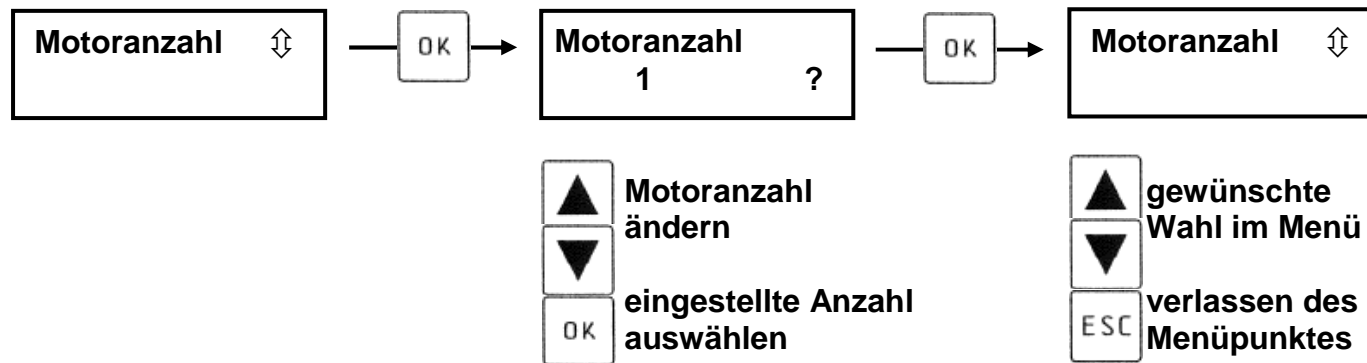 Motoranzahl ⇳
OK
Motoranzahl
1 ?
OK
Motoranzahl ⇳
▲ Motoranzahl
ändern
▼
eingestellte Anzahl
OK auswählen
▲ gewünschte
Wahl im Menü
▼
verlassen des
ESC Menüpunktes